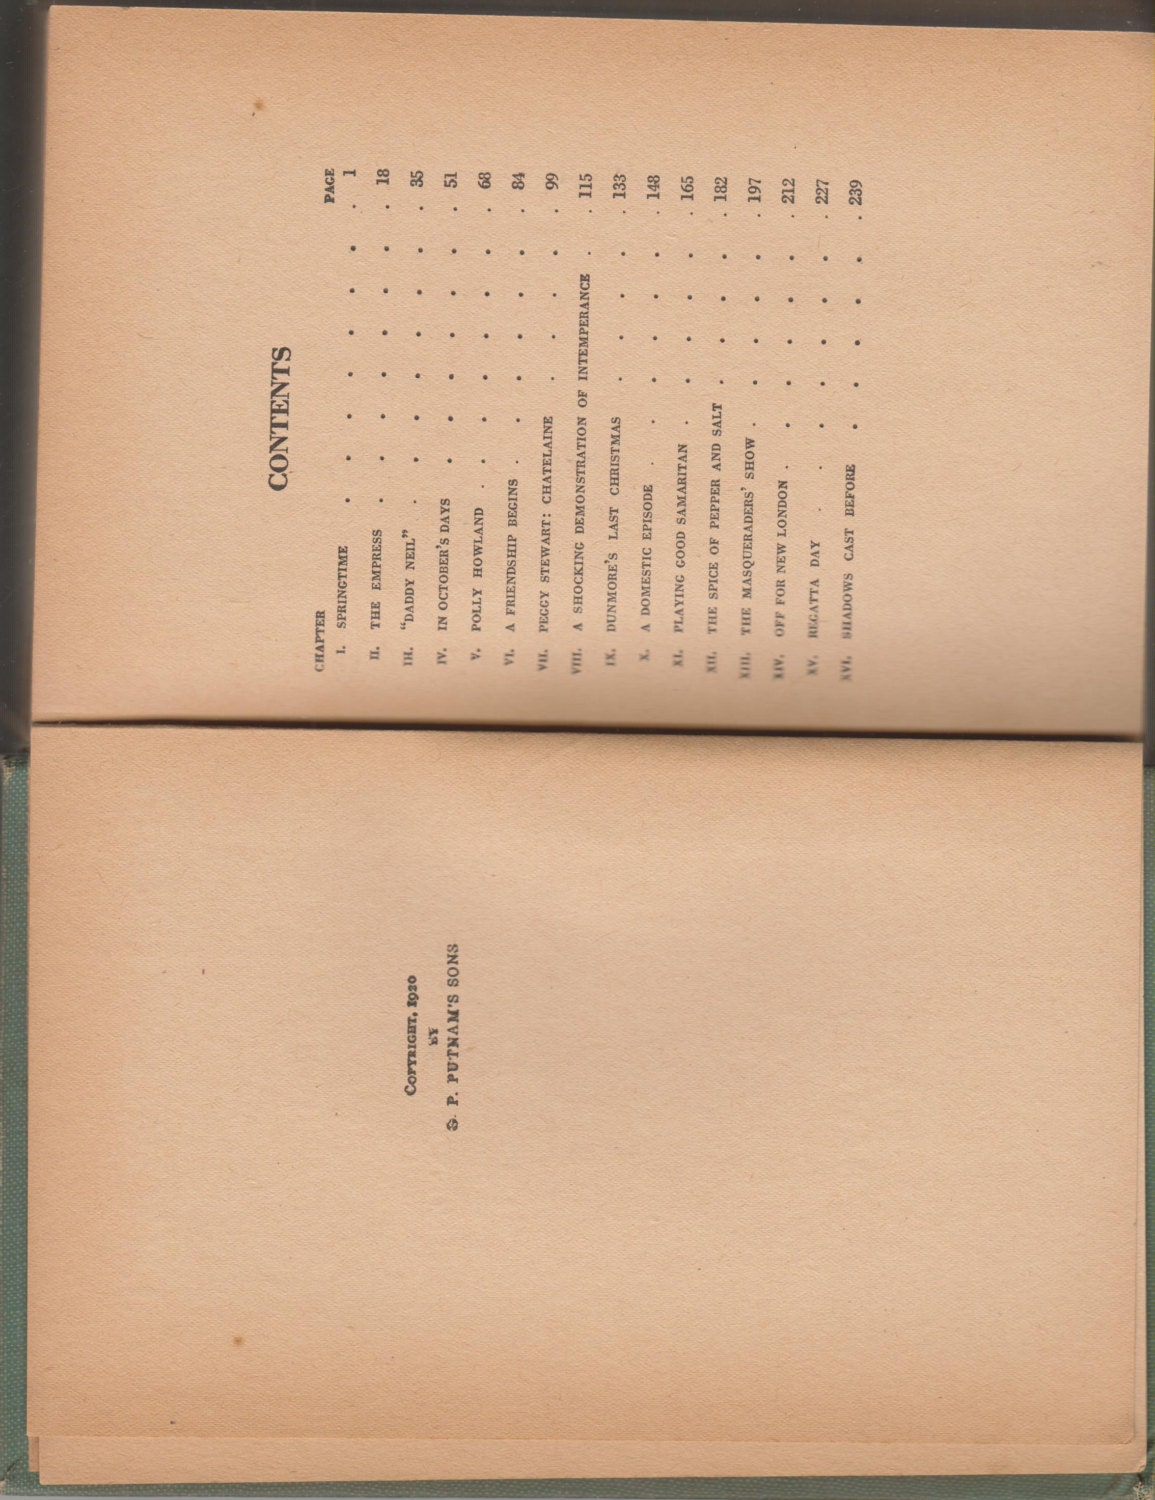 COPYRIGHT, 1920
BY
G. P. PUTNAM'S SONS
CONTENTS
CHAPTER PAGE
I. SPRINGTIME . . . . . . . . 1
II. THE EMPRESS . . . . . . . . 18
III. "DADDY NEIL" . . . . . . . . 35
IV. IN OCTOBER'S DAYS . . . . . . . 51
V. POLLY HOWLAND . . . . . . . . 68
VI. A FRIENDSHIP BEGINS . . . . . . . 84
VII. PEGGY STEWART: CHATELAINE . . . . . 99
VIII. A SHOCKING DEMONSTRATION OF INTEMPERANCE . . 115
IX. DUNMORE'S LAST CHRISTMAS . . . . . 133
X. A DOMESTIC EPISODE . . . . . . . 148
XI. PLAYING GOOD SAMARITAN . . . . . . 165
XII. THE SPICE OF PEPPER AND SALT . . . . . 182
XIII. THE MASQUERADERS' SHOW . . . . . . 197
XIV. OFF FOR NEW LONDON . . . . . . . 212
XV. REGATTA DAY . . . . . . . . 227
XVI. SHADOWS CAST BEFORE . . . . . . 239